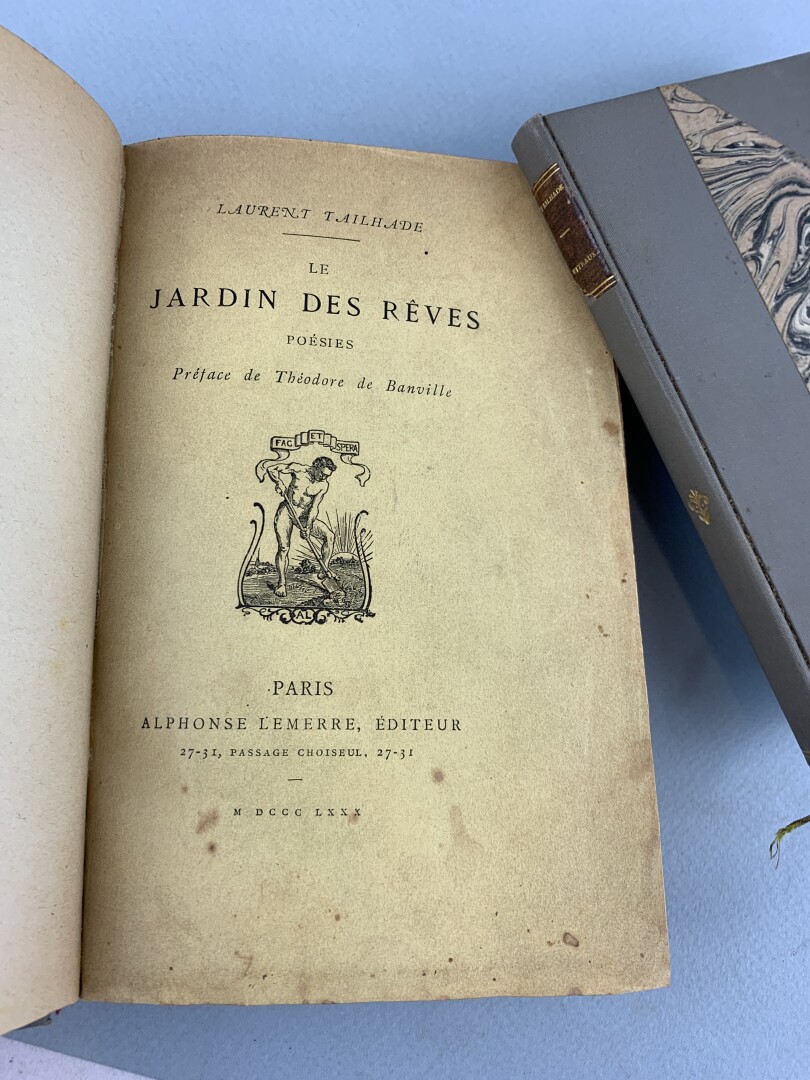 LAURENT TAILHADE
LE
JARDIN DES RÊVES
POÉSIES
Préface de Théodore de Banville
FAC ET SPERA
AL
PARIS
ALPHONSE LEMERRE, ÉDITEUR
27-31, PASSAGE CHOISEUL, 27-31
M DCCC LXXX